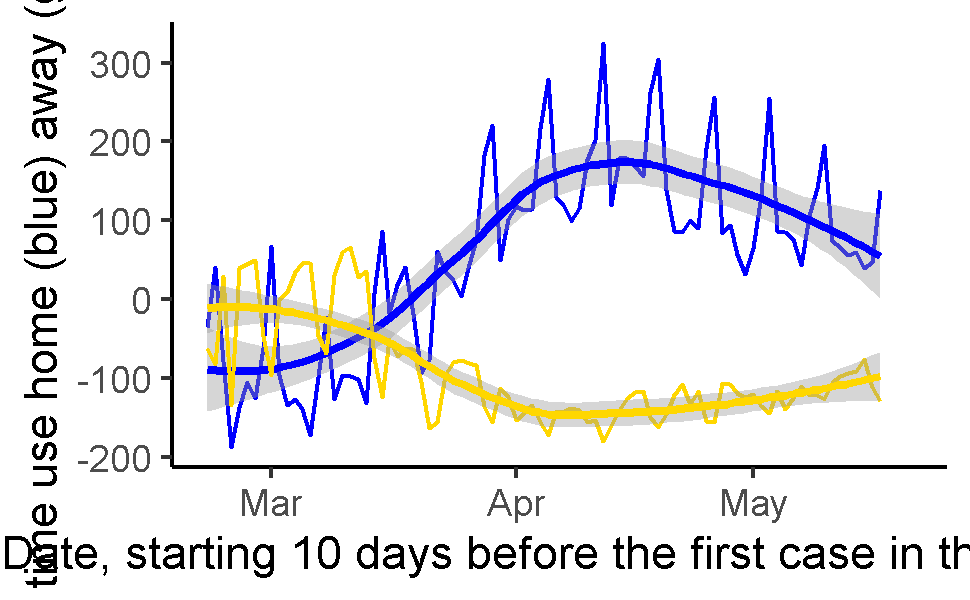 time use home (blue) away (
300
200
100
0
-100
-200
Mar
Apr
May
Date, starting 10 days before the first case in th